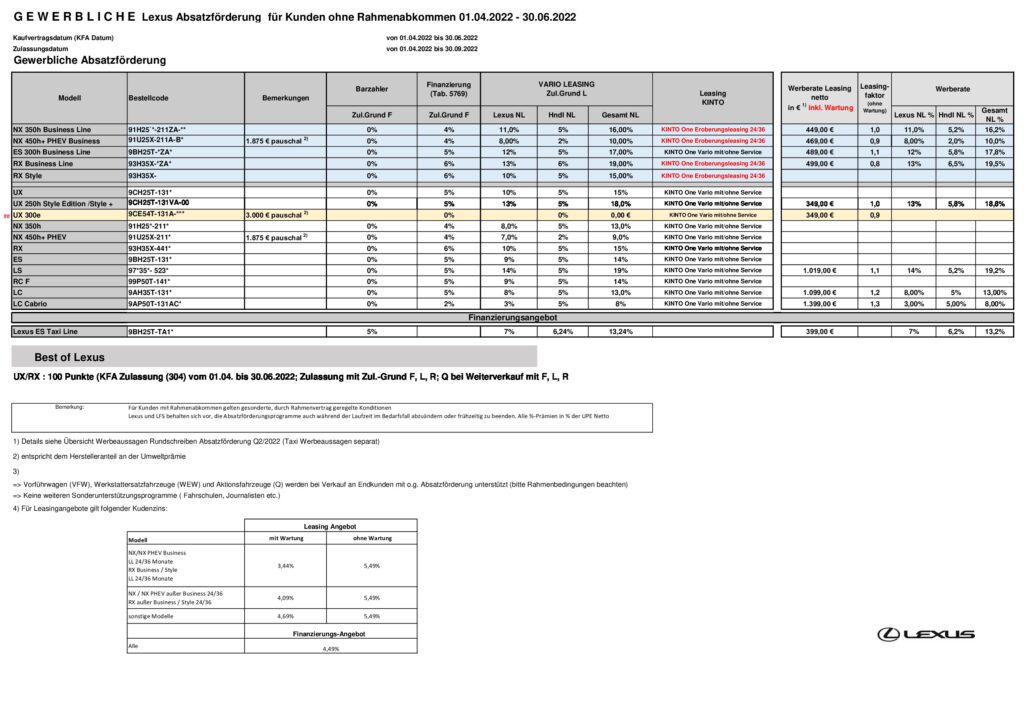 G E W E R B L I C H E Lexus Absatzförderung für Kunden ohne Rahmenabkommen 01.04.2022 - 30.06.2022
Kaufvertragsdatum (KFA Datum) von 01.04.2022 bis 30.06.2022
Zulassungsdatum von 01.04.2022 bis 30.09.2022
Gewerbliche Absatzförderung
Modell Bestellcode Bemerkungen Barzahler Finanzierung (Tab. 5769) VARIO LEASING Zul.Grund L Leasing KINTO Werberate Leasing netto in € 1) inkl. Wartung Leasing-faktor (ohne Wartung) Werberate
Zul.Grund F Zul.Grund F Lexus NL Hndl NL Gesamt NL Lexus NL % Hndl NL % Gesamt NL %
NX 350h Business Line 91H25*-211ZA-** 0% 4% 11,0% 5% 16,00% KINTO One Eroberungsleasing 24/36 449,00 € 1,0 11,0% 5,2% 16,2%
NX 450h+ PHEV Business 91U25X-211A-B* 1.875 € pauschal 2) 0% 4% 8,00% 2% 10,00% KINTO One Eroberungsleasing 24/36 469,00 € 0,9 8,00% 2,0% 10,0%
ES 300h Business Line 9BH25T-*ZA* 0% 5% 12% 5% 17,00% KINTO One Vario mit/ohne Service 489,00 € 1,1 12% 5,8% 17,8%
RX Business Line 93H35X-*ZA* 0% 6% 13% 6% 19,00% KINTO One Eroberungsleasing 24/36 499,00 € 0,8 13% 6,5% 19,5%
RX Style 93H35X- 0% 6% 10% 5% 15,00% KINTO One Eroberungsleasing 24/36
UX 9CH25T-131* 0% 5% 10% 5% 15% KINTO One Vario mit/ohne Service
UX 250h Style Edition /Style + 9CH25T-131VA-00 0% 5% 13% 5% 18,0% KINTO One Vario mit/ohne Service 349,00 € 1,0 13% 5,8% 18,8%
UX 300e 9CE54T-131A-*** 3.000 € pauschal 2) 0% 0% 0,00 € KINTO One Vario mit/ohne Service 349,00 € 0,9
NX 350h 91H25*-211* 0% 4% 8,0% 5% 13,0% KINTO One Vario mit/ohne Service
NX 450h+ PHEV 91U25X-211* 1.875 € pauschal 2) 0% 4% 7,0% 2% 9,0% KINTO One Vario mit/ohne Service
RX 93H35X-441* 0% 6% 10% 5% 15% KINTO One Vario mit/ohne Service
ES 9BH25T-131* 0% 5% 9% 5% 14% KINTO One Vario mit/ohne Service
LS 97*35*- 523* 0% 5% 14% 5% 19% KINTO One Vario mit/ohne Service 1.019,00 € 1,1 14% 5,2% 19,2%
RC F 99P50T-141* 0% 5% 9% 5% 14% KINTO One Vario mit/ohne Service
LC 9AH35T-131* 0% 5% 8% 5% 13,0% KINTO One Vario mit/ohne Service 1.099,00 € 1,2 8,00% 5% 13,00%
LC Cabrio 9AP50T-131AC* 0% 2% 3% 5% 8% KINTO One Vario mit/ohne Service 1.399,00 € 1,3 3,00% 5,00% 8,00%
Finanzierungsangebot
Lexus ES Taxi Line 9BH25T-TA1* 5% 7% 6,24% 13,24% 399,00 € 7% 6,2% 13,2%
Best of Lexus
UX/RX : 100 Punkte (KFA Zulassung (304) vom 01.04. bis 30.06.2022; Zulassung mit Zul.-Grund F, L, R; Q bei Weiterverkauf mit F, L, R
Bemerkung: Für Kunden mit Rahmenabkommen gelten gesonderte, durch Rahmenvertrag geregelte Konditionen
Lexus und LFS behalten sich vor, die Absatzförderungsprogramme auch während der Laufzeit im Bedarfsfall abzuändern oder frühzeitig zu beenden. Alle %-Prämien in % der UPE Netto
1) Details siehe Übersicht Werbeaussagen Rundschreiben Absatzförderung Q2/2022 (Taxi Werbeaussagen separat)
2) entspricht dem Herstelleranteil an der Umweltprämie
3)
=> Vorführwagen (VFW), Werkstattersatzfahrzeuge (WEW) und Aktionsfahrzeuge (Q) werden bei Verkauf an Endkunden mit o.g. Absatzförderung unterstützt (bitte Rahmenbedingungen beachten)
=> Keine weiteren Sonderunterstützungsprogramme ( Fahrschulen, Journalisten etc.)
4) Für Leasingangebote gilt folgender Kudenzins:
Leasing Angebot
Modell mit Wartung ohne Wartung
NX/NX PHEV Business
LL 24/36 Monate
RX Business / Style
LL 24/36 Monate
3,44% 5,49%
NX / NX PHEV außer Business 24/36
RX außer Business / Style 24/36
4,09% 5,49%
sonstige Modelle 4,69% 5,49%
Finanzierungs-Angebot
Alle 4,49%
LEXUS